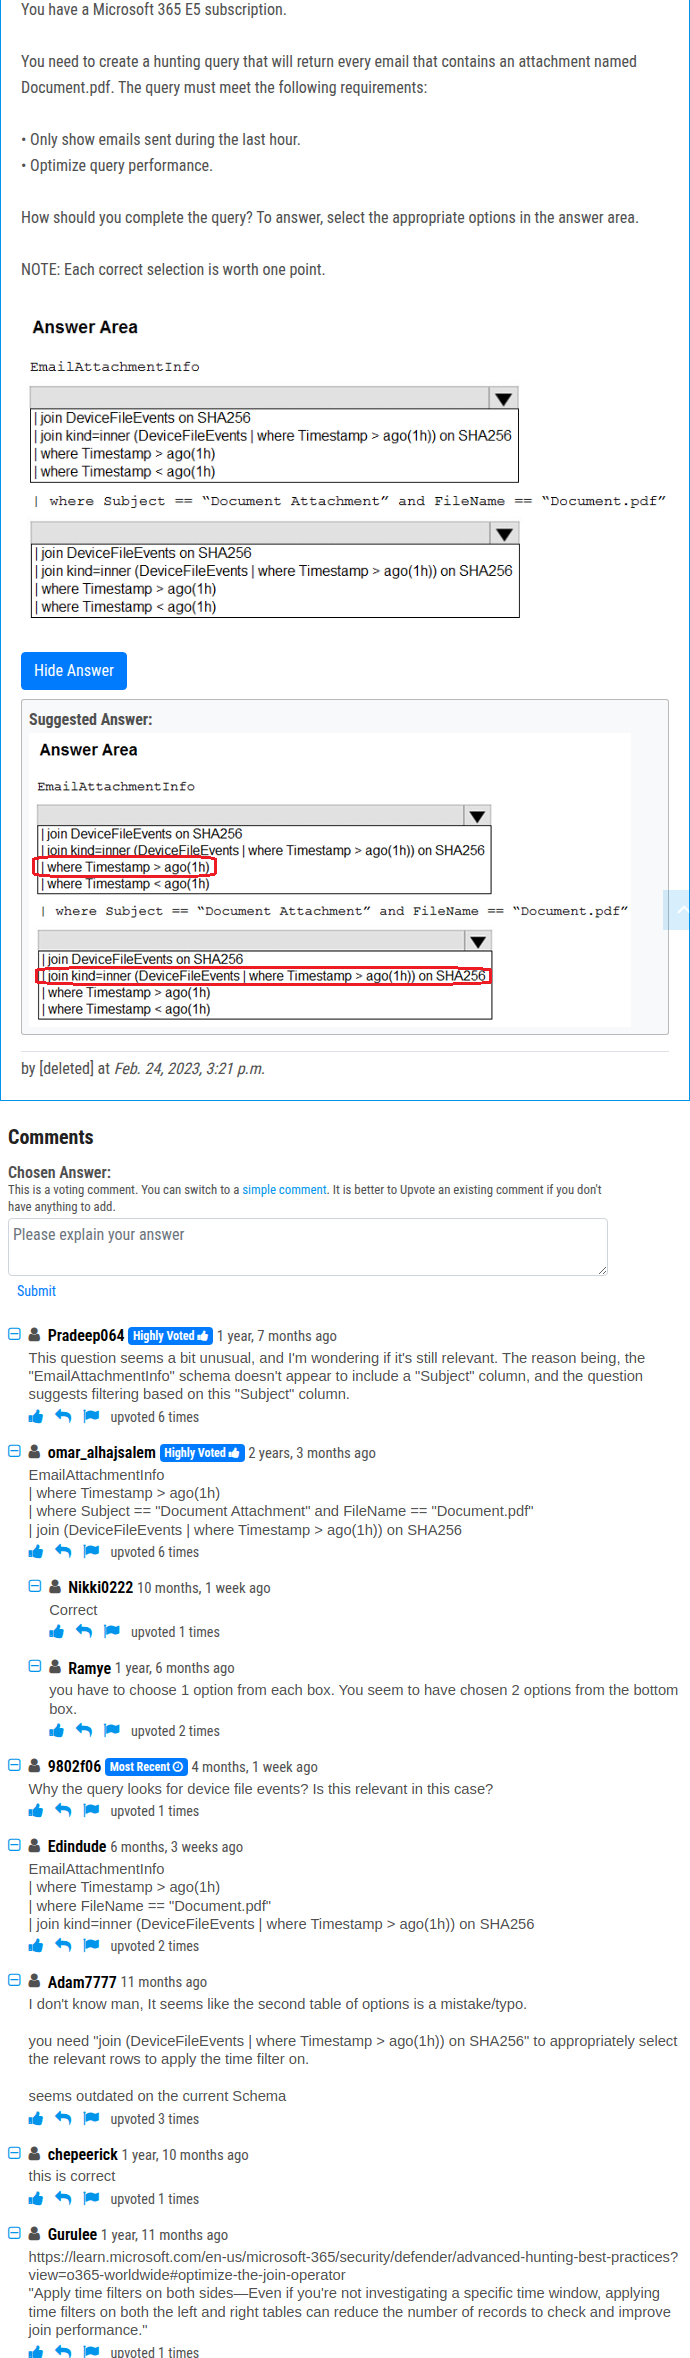 You have a Microsoft 365 E5 subscription.
You need to create a hunting query that will return every email that contains an attachment named
Document.pdf. The query must meet the following requirements:
• Only show emails sent during the last hour.
• Optimize query performance.
How should you complete the query? To answer, select the appropriate options in the answer area.
NOTE: Each correct selection is worth one point.
Answer Area
EmailAttachmentInfo
| join DeviceFileEvents on SHA256
| join kind=inner (DeviceFileEvents | where Timestamp > ago(1h)) on SHA256
| where Timestamp > ago(1h)
| where Timestamp < ago(1h)
| where Subject == “Document Attachment” and FileName == “Document.pdf”
| join DeviceFileEvents on SHA256
| join kind=inner (DeviceFileEvents | where Timestamp > ago(1h)) on SHA256
| where Timestamp > ago(1h)
| where Timestamp < ago(1h)
Hide Answer
Suggested Answer:
Answer Area
EmailAttachmentInfo
| join DeviceFileEvents on SHA256
| join kind=inner (DeviceFileEvents | where Timestamp > ago(1h)) on SHA256
| where Timestamp > ago(1h)
| where Timestamp < ago(1h)
| where Subject == “Document Attachment” and FileName == “Document.pdf”
| join DeviceFileEvents on SHA256
| join kind=inner (DeviceFileEvents | where Timestamp > ago(1h)) on SHA256
| where Timestamp > ago(1h)
| where Timestamp < ago(1h)
by [deleted] at Feb. 24, 2023, 3:21 p.m.
Comments
Chosen Answer:
This is a voting comment. You can switch to a simple comment. It is better to Upvote an existing comment if you don't
have anything to add.
Please explain your answer
Submit
Pradeep064 Highly Voted 1 year, 7 months ago
This question seems a bit unusual, and I'm wondering if it's still relevant. The reason being, the
"EmailAttachmentInfo" schema doesn't appear to include a "Subject" column, and the question
suggests filtering based on this "Subject" column.
upvoted 6 times
omar_alhajsalem Highly Voted 2 years, 3 months ago
EmailAttachmentInfo
| where Timestamp > ago(1h)
| where Subject == "Document Attachment" and FileName == "Document.pdf"
| join (DeviceFileEvents | where Timestamp > ago(1h)) on SHA256
upvoted 6 times
Nikki0222 10 months, 1 week ago
Correct
upvoted 1 times
Ramye 1 year, 6 months ago
you have to choose 1 option from each box. You seem to have chosen 2 options from the bottom
box.
upvoted 2 times
9802f06 Most Recent 4 months, 1 week ago
Why the query looks for device file events? Is this relevant in this case?
upvoted 1 times
Edindude 6 months, 3 weeks ago
EmailAttachmentInfo
| where Timestamp > ago(1h)
| where FileName == "Document.pdf"
| join kind=inner (DeviceFileEvents | where Timestamp > ago(1h)) on SHA256
upvoted 2 times
Adam7777 11 months ago
I don't know man, It seems like the second table of options is a mistake/typo.
you need "join (DeviceFileEvents | where Timestamp > ago(1h)) on SHA256" to appropriately select
the relevant rows to apply the time filter on.
seems outdated on the current Schema
upvoted 3 times
chepeerick 1 year, 10 months ago
this is correct
upvoted 1 times
Gurulee 1 year, 11 months ago
https://learn.microsoft.com/en-us/microsoft-365/security/defender/advanced-hunting-best-practices?
view=o365-worldwide#optimize-the-join-operator
"Apply time filters on both sides—Even if you're not investigating a specific time window, applying
time filters on both the left and right tables can reduce the number of records to check and improve
join performance."
upvoted 1 times